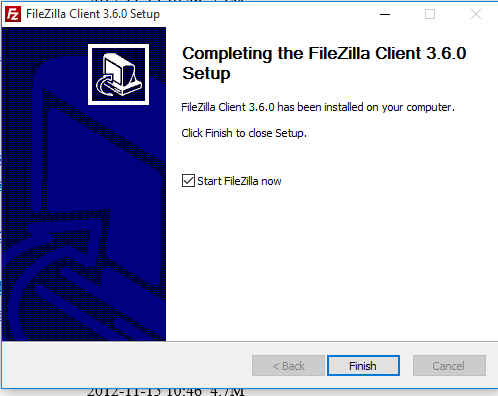 FileZilla Client 3.6.0 Setup
Completing the FileZilla Client 3.6.0
Setup
FileZilla Client 3.6.0 has been installed on your computer.
Click Finish to close Setup.
Start FileZilla now
< Back
Finish
Cancel
2012-11-15 10:46 4.7M